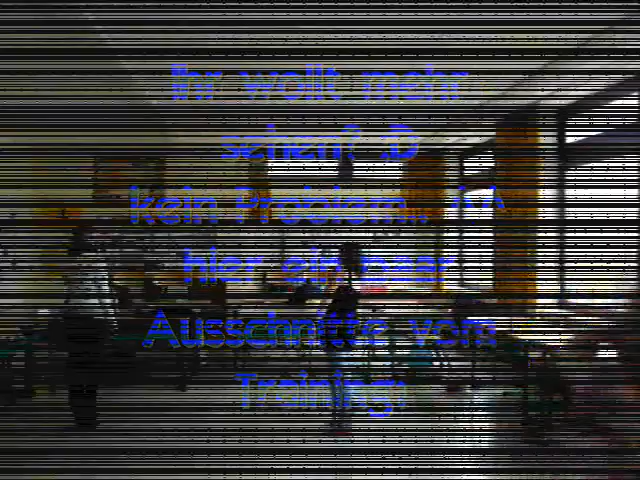 Ihr wollt mehr
sehen? :D
kein Problem... ^^
hier ein paar
Ausschnitte vom
Training: